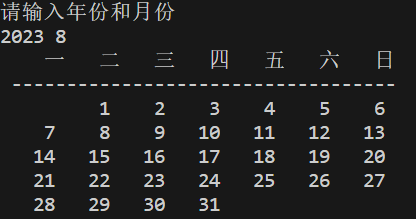 请输入年份和月份
2023 8
一 二 三 四 五 六 日
------------------------------------
1 2 3 4 5 6
7 8 9 10 11 12 13
14 15 16 17 18 19 20
21 22 23 24 25 26 27
28 29 30 31